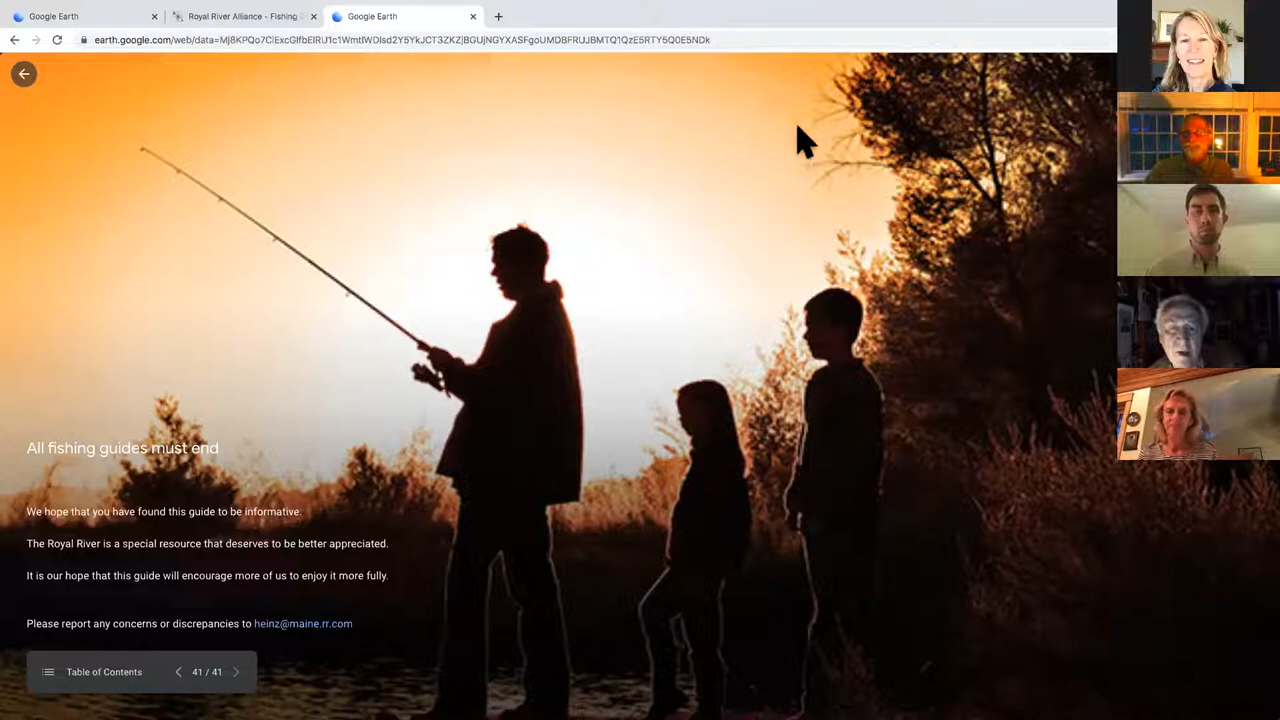 Google Earth
Royal River Alliance - Fishing
Google Earth
All fishing guides must end
We hope that you have found this guide to be informative.
The Royal River is a special resource that deserves to be better appreciated.
It is our hope that this guide will encourage more of us to enjoy it more fully.
Please report any concerns or discrepancies to heinz@maine.rr.com
Table of Contents
41 / 41